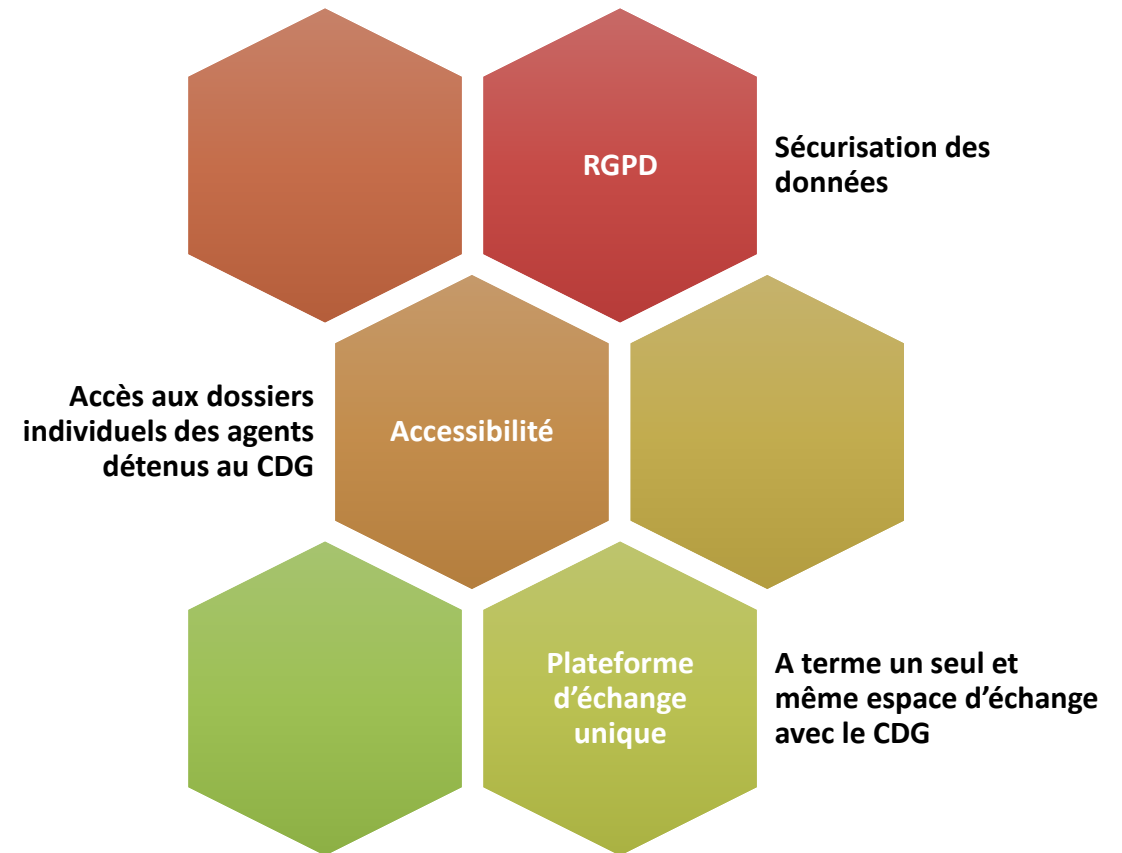 RGPD
Sécurisation des
données
Accès aux dossiers
individuels des agents
détenus au CDG
Accessibilité
Plateforme
d’échange
unique
A terme un seul et
même espace d’échange
avec le CDG